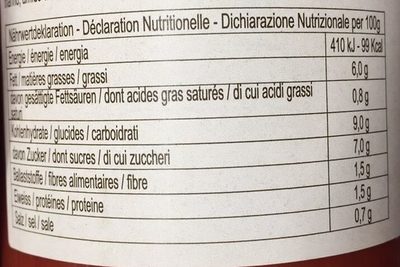 Nährwertdeklaration - Déclaration Nutritionelle - Dichiarazione Nutrizionale per 100g
Energie / énergie / energia 410 kJ - 99 Kcal
Fett / matières grasses / grassi 6,0 g
davon gesättigte Fettsäuren / dont acides gras saturés / di cui acidi grassi
saturi 0,8 g
Kohlenhydrate / glucides / carboidrati 9,0 g
davon Zucker / dont sucres / di cui zuccheri 7,0 g
Ballaststoffe / fibres alimentaires / fibre 1,5 g
Eiweiss / protéines / proteine 1,5 g
Salz / sel / sale 0,7 g